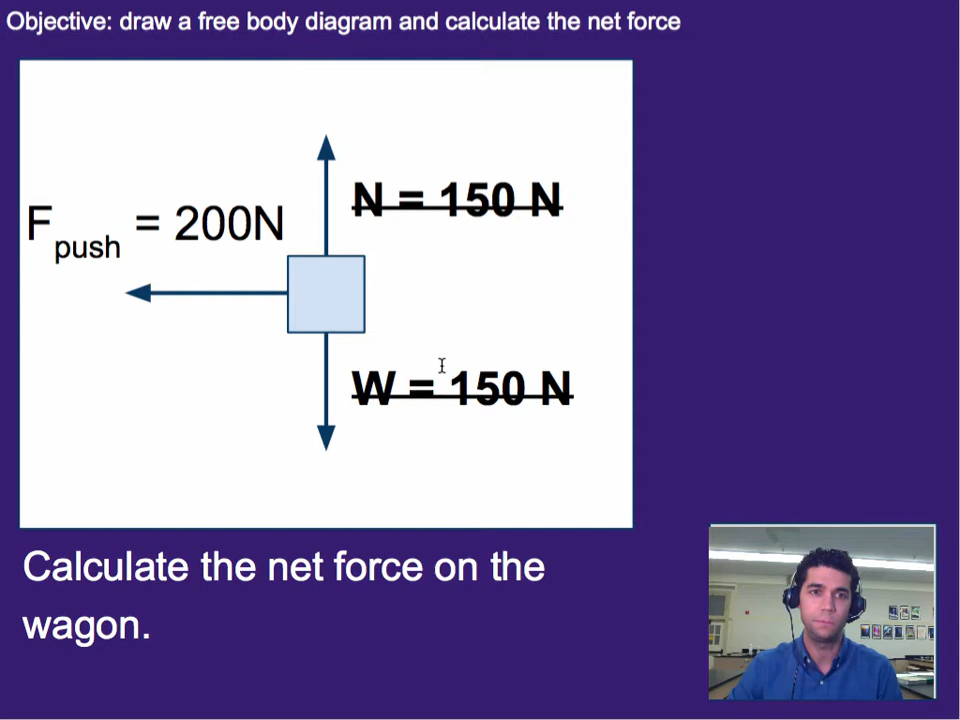 Objective: draw a free body diagram and calculate the net force
N = 150 N
F push = 200N
W = 150 N
Calculate the net force on the
wagon.